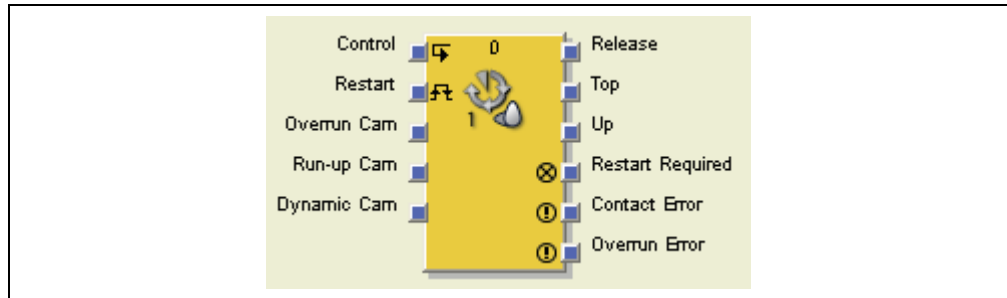 Control
0
Release
Restart
Top
1
Overrun Cam
Up
Run-up Cam
Restart Required
Dynamic Cam
Contact Error
Overrun Error